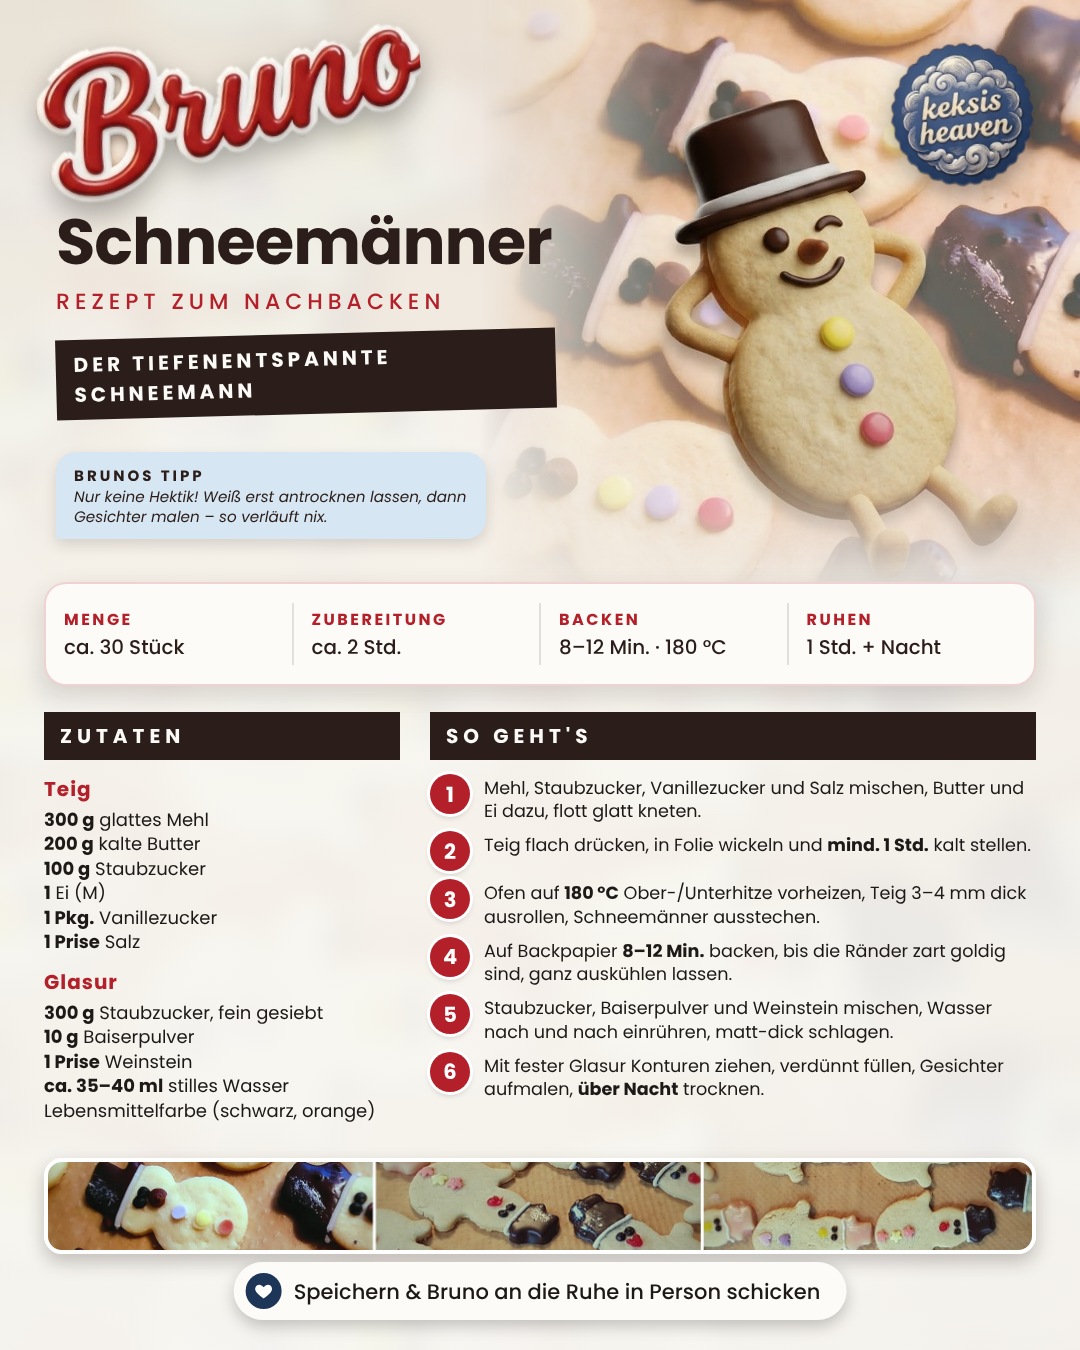 Bruno
keksis
heaven
Schneemänner
REZEPT ZUM NACHBACKEN
DER TIEFENENTSPANNTE
SCHNEEMANN
BRUNOS TIPP
Nur keine Hektik! Weiß erst antrocknen lassen, dann
Gesichter malen – so verläuft nix.
MENGE
ca. 30 Stück
ZUBEREITUNG
ca. 2 Std.
BACKEN
8–12 Min. · 180 °C
RUHEN
1 Std. + Nacht
ZUTATEN
Teig
300 g glattes Mehl
200 g kalte Butter
100 g Staubzucker
1 Ei (M)
1 Pkg. Vanillezucker
1 Prise Salz
Glasur
300 g Staubzucker, fein gesiebt
10 g Baiserpulver
1 Prise Weinstein
ca. 35–40 ml stilles Wasser
Lebensmittelfarbe (schwarz, orange)
SO GEHT'S
1 Mehl, Staubzucker, Vanillezucker und Salz mischen, Butter und
Ei dazu, flott glatt kneten.
2 Teig flach drücken, in Folie wickeln und mind. 1 Std. kalt stellen.
3 Ofen auf 180 °C Ober-/Unterhitze vorheizen, Teig 3–4 mm dick
ausrollen, Schneemänner ausstechen.
4 Auf Backpapier 8–12 Min. backen, bis die Ränder zart goldig
sind, ganz auskühlen lassen.
5 Staubzucker, Baiserpulver und Weinstein mischen, Wasser
nach und nach einrühren, matt-dick schlagen.
6 Mit fester Glasur Konturen ziehen, verdünnt füllen, Gesichter
aufmalen, über Nacht trocknen.
Speichern & Bruno an die Ruhe in Person schicken